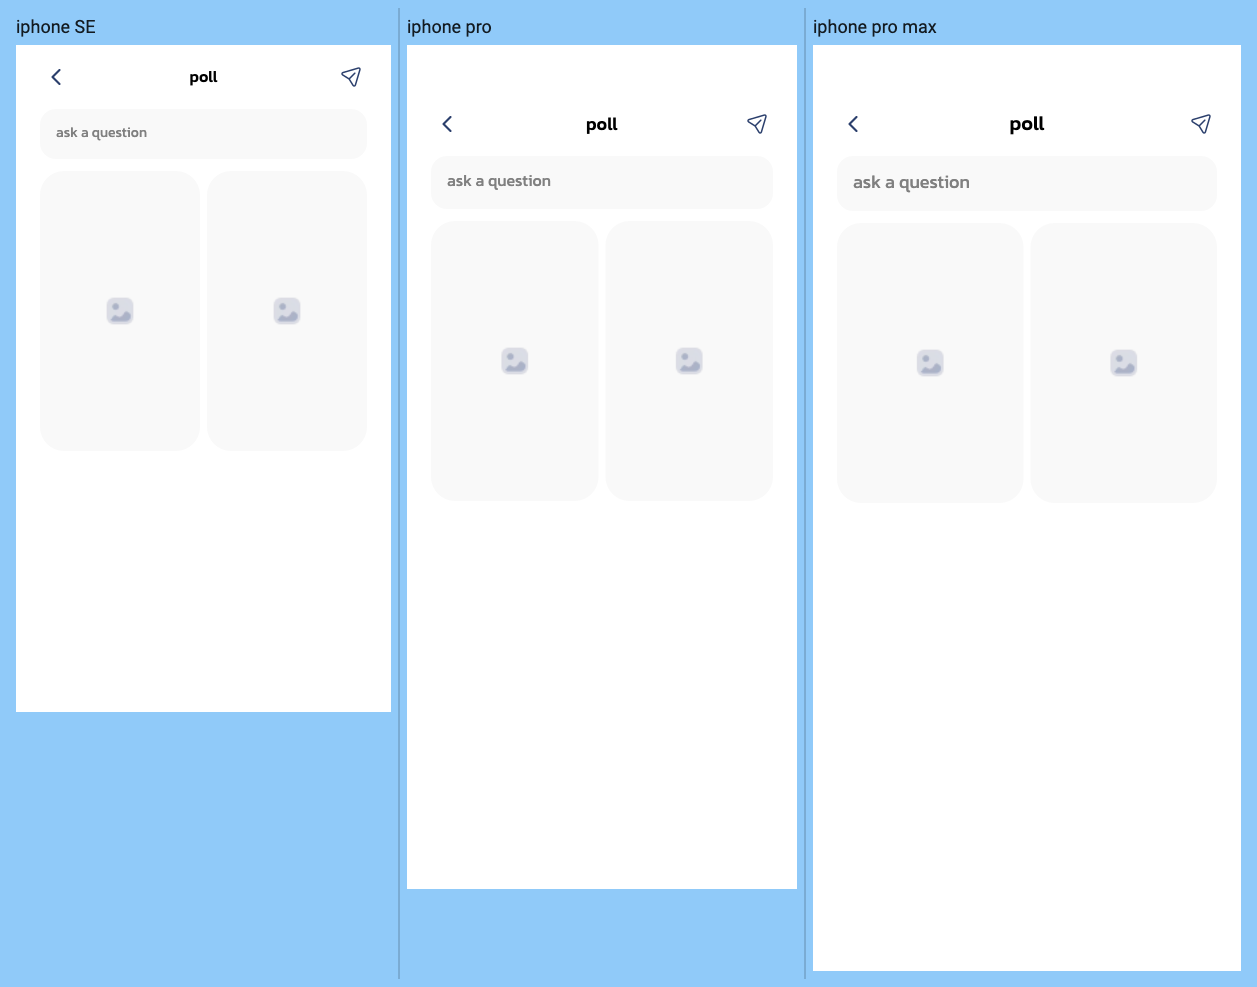 iphone SE
poll
ask a question
iphone pro
poll
ask a question
iphone pro max
poll
ask a question